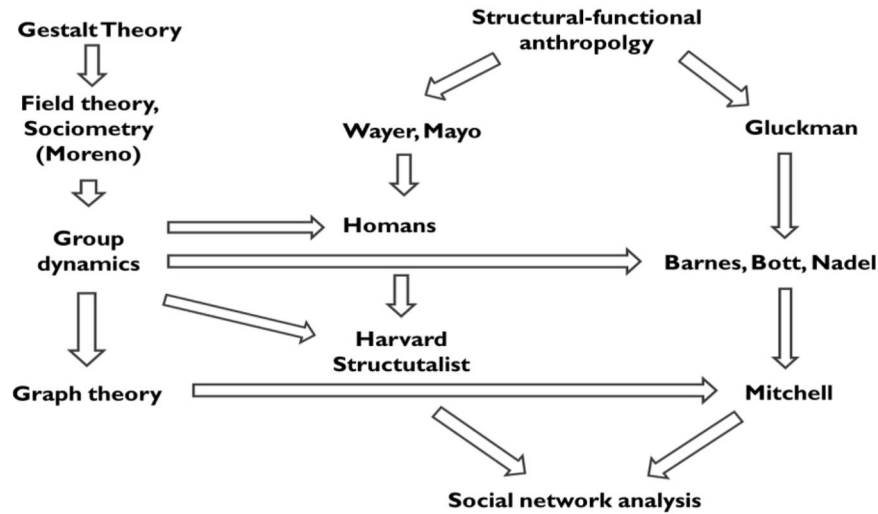 Gestalt Theory
Structural-functional
anthropolgy
Field theory,
Sociometry
(Moreno)
Wayer, Mayo
Gluckman
Homans
Group
dynamics
Barnes, Bott, Nadel
Harvard
Structutalist
Graph theory
Mitchell
Social network analysis